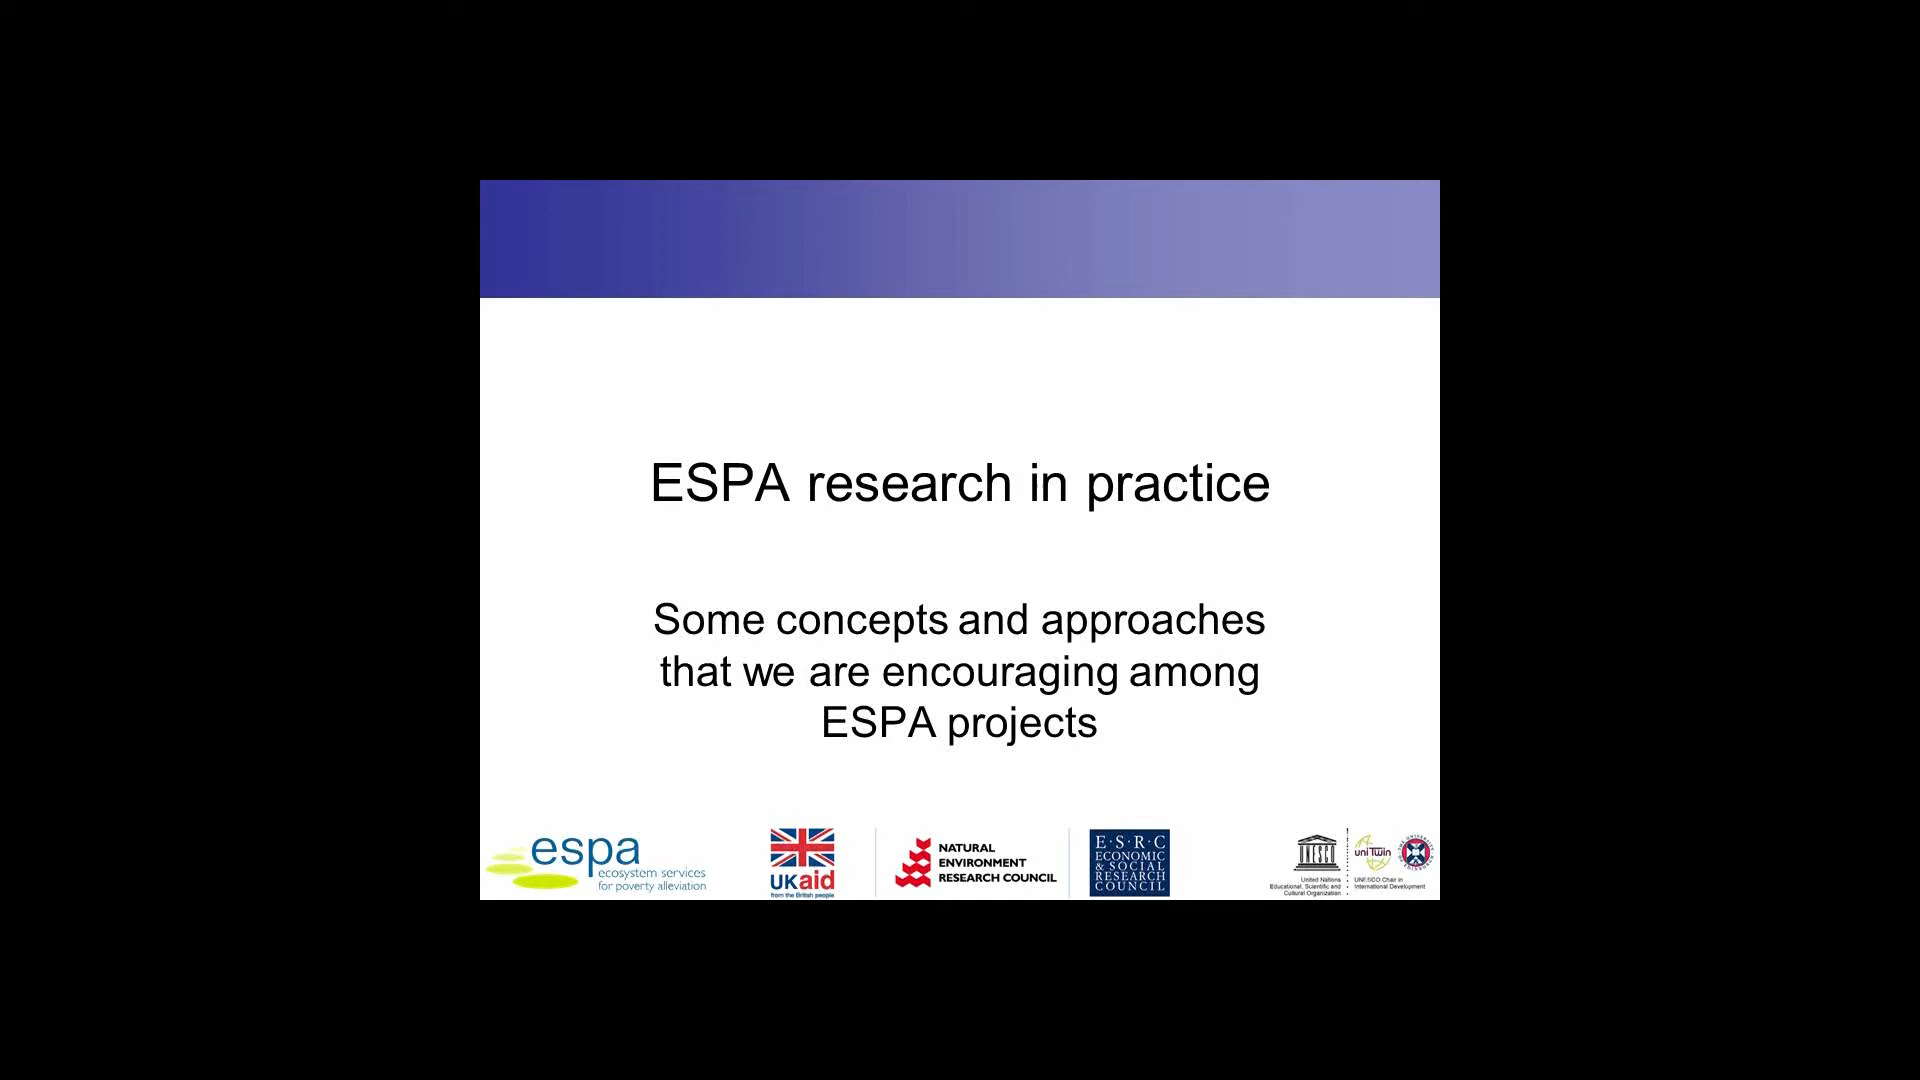 ESPA research in practice
Some concepts and approaches
that we are encouraging among
ESPA projects
espa
ecosystem services
for poverty alleviation
UKaid
from the British people
NATURAL
ENVIRONMENT
RESEARCH COUNCIL
E·S·R·C
ECONOMIC
& SOCIAL
RESEARCH
COUNCIL
UNESCO
United Nations
Educational, Scientific and
Cultural Organization
uniTwin
UNESCO Chair in
International Development